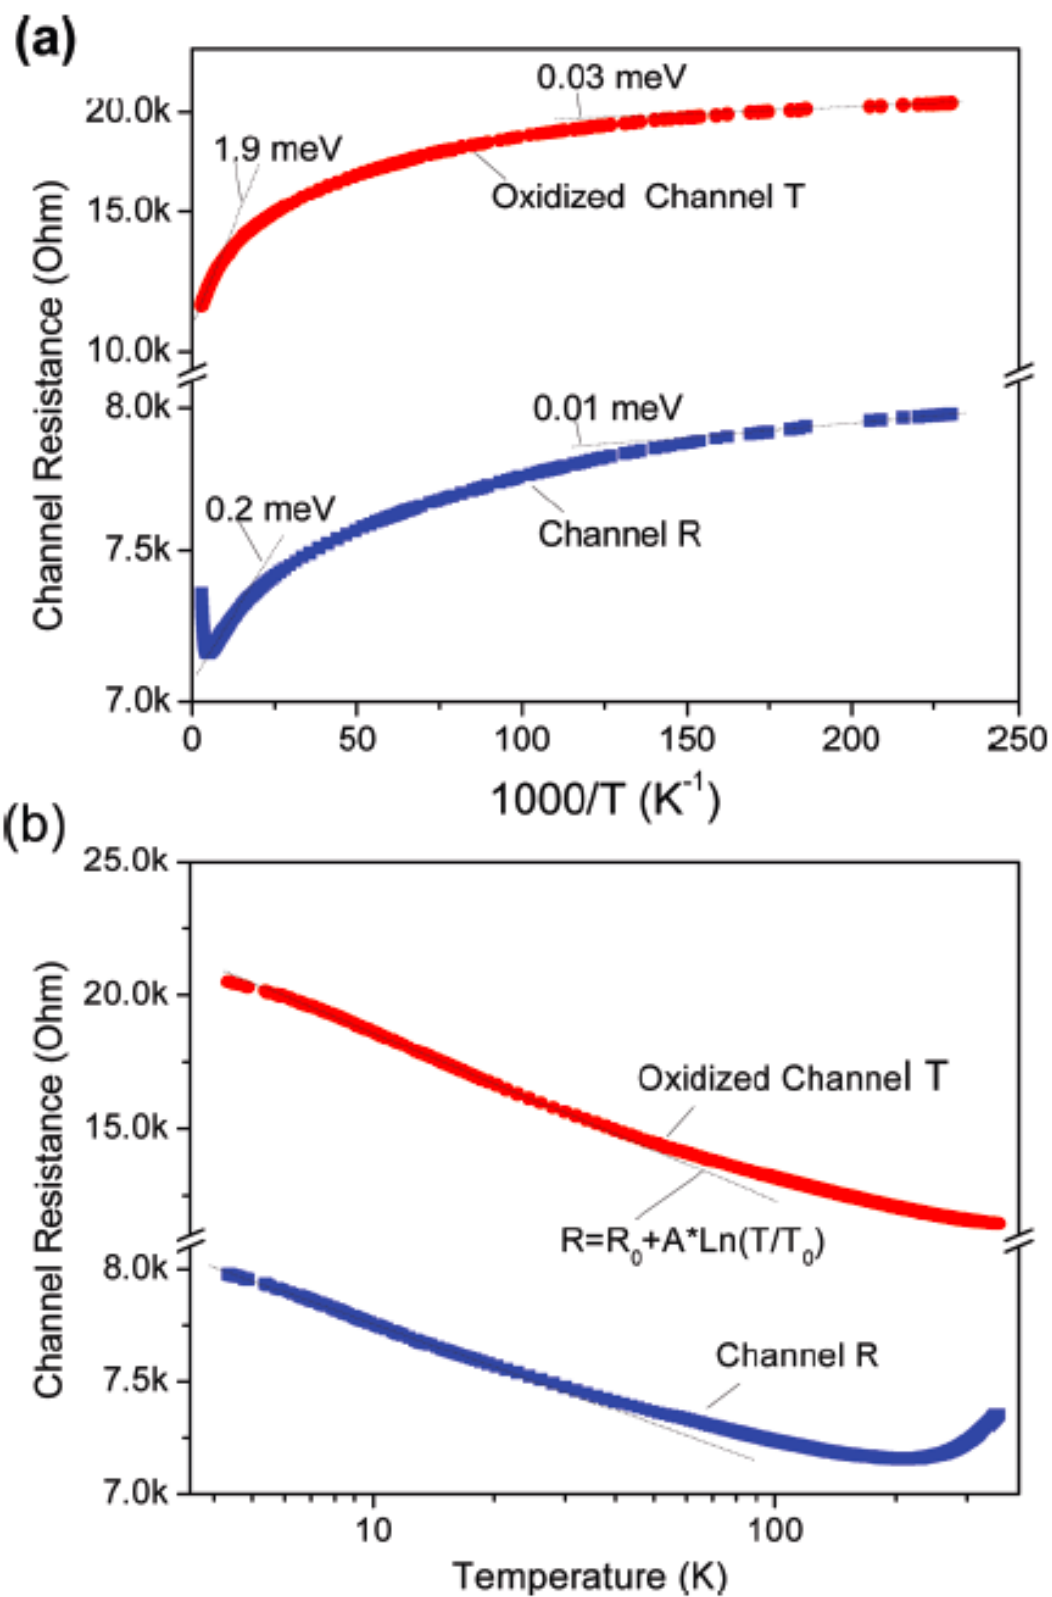 (a)
0.03 meV
20.0k
1.9 meV
Oxidized Channel T
15.0k
Channel Resistance (Ohm)
10.0k
8.0k
0.01 meV
0.2 meV
Channel R
7.5k
7.0k
0 50 100 150 200 250
1000/T (K⁻¹)
(b)
25.0k
20.0k
Channel Resistance (Ohm)
Oxidized Channel T
15.0k
R=R₀+A*Ln(T/T₀)
8.0k
Channel R
7.5k
7.0k
10 100
Temperature (K)